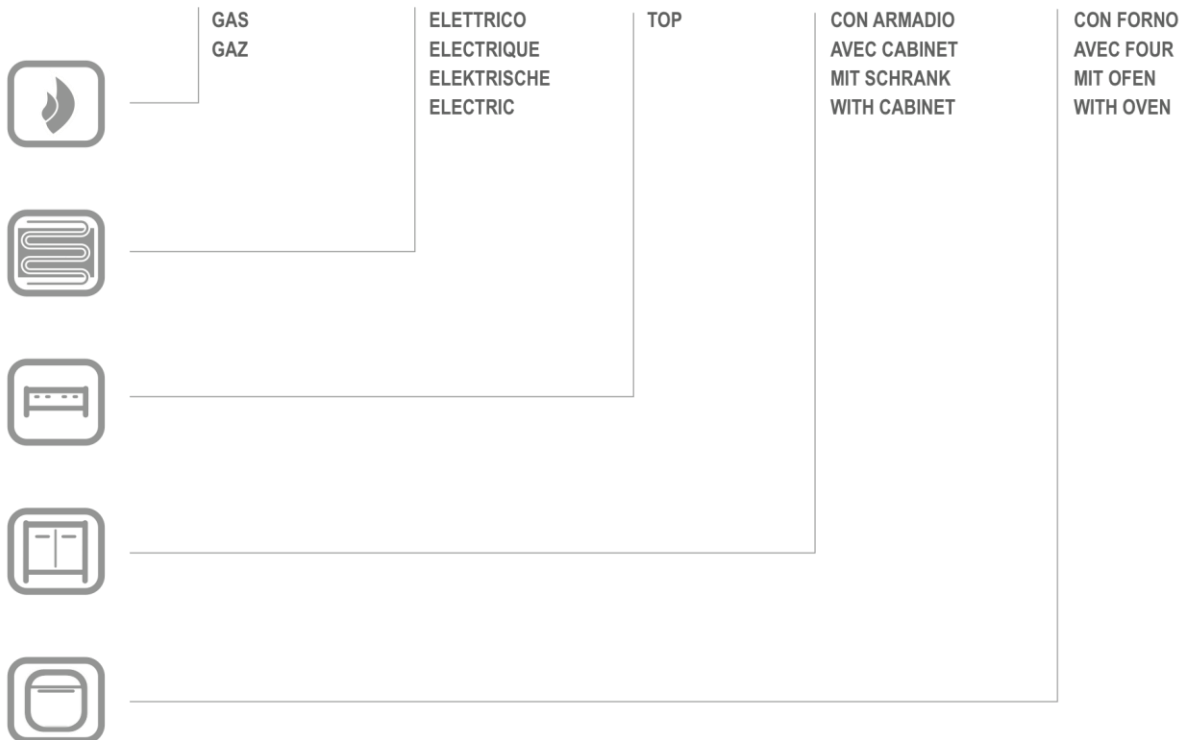 GAS
GAZ
ELETTRICO
ELECTRIQUE
ELEKTRISCHE
ELECTRIC
TOP
CON ARMADIO
AVEC CABINET
MIT SCHRANK
WITH CABINET
CON FORNO
AVEC FOUR
MIT OFEN
WITH OVEN